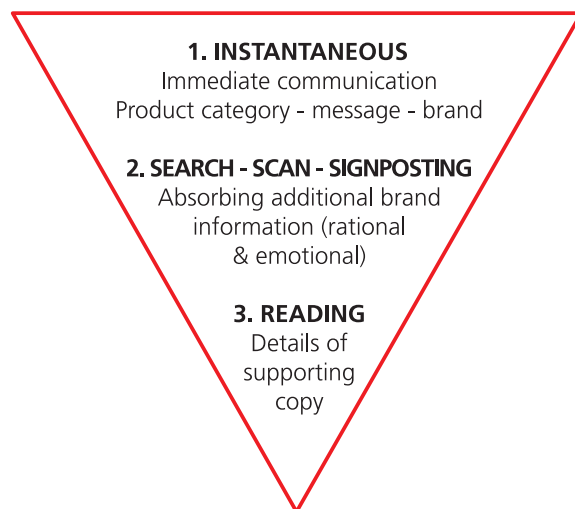 1. INSTANTANEOUS
Immediate communication
Product category - message - brand
2. SEARCH - SCAN - SIGNPOSTING
Absorbing additional brand
information (rational
& emotional)
3. READING
Details of
supporting
copy